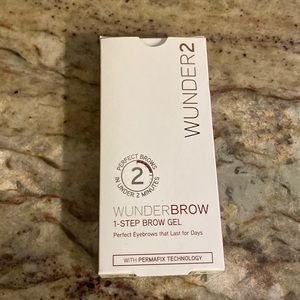 WUNDER2
PERFECT BROWS
2
IN UNDER 2 MINUTES
WUNDERBROW
1-STEP BROW GEL
Perfect Eyebrows that Last for Days
WITH PERMAFIX TECHNOLOGY